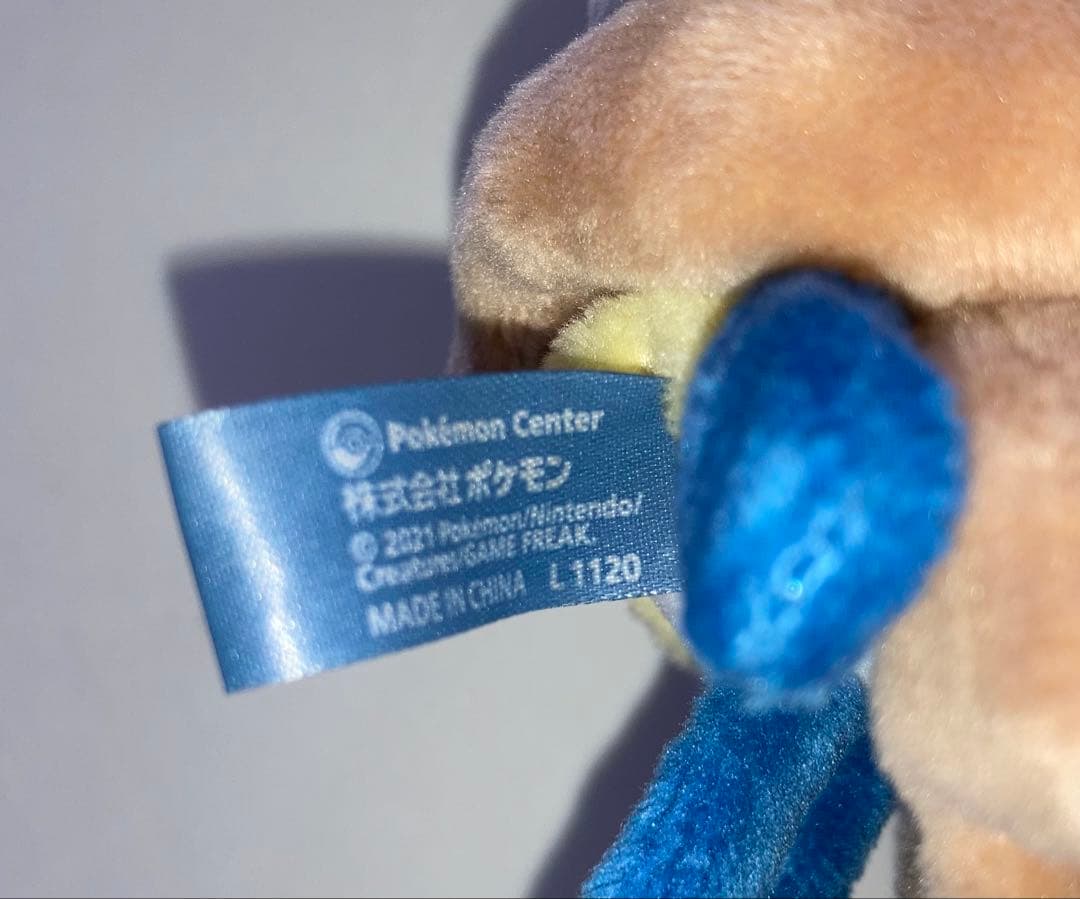 Pokémon Center
株式会社ポケモン
© 2021 Pokémon/Nintendo/
Creatures/GAME FREAK
MADE IN CHINA L1120